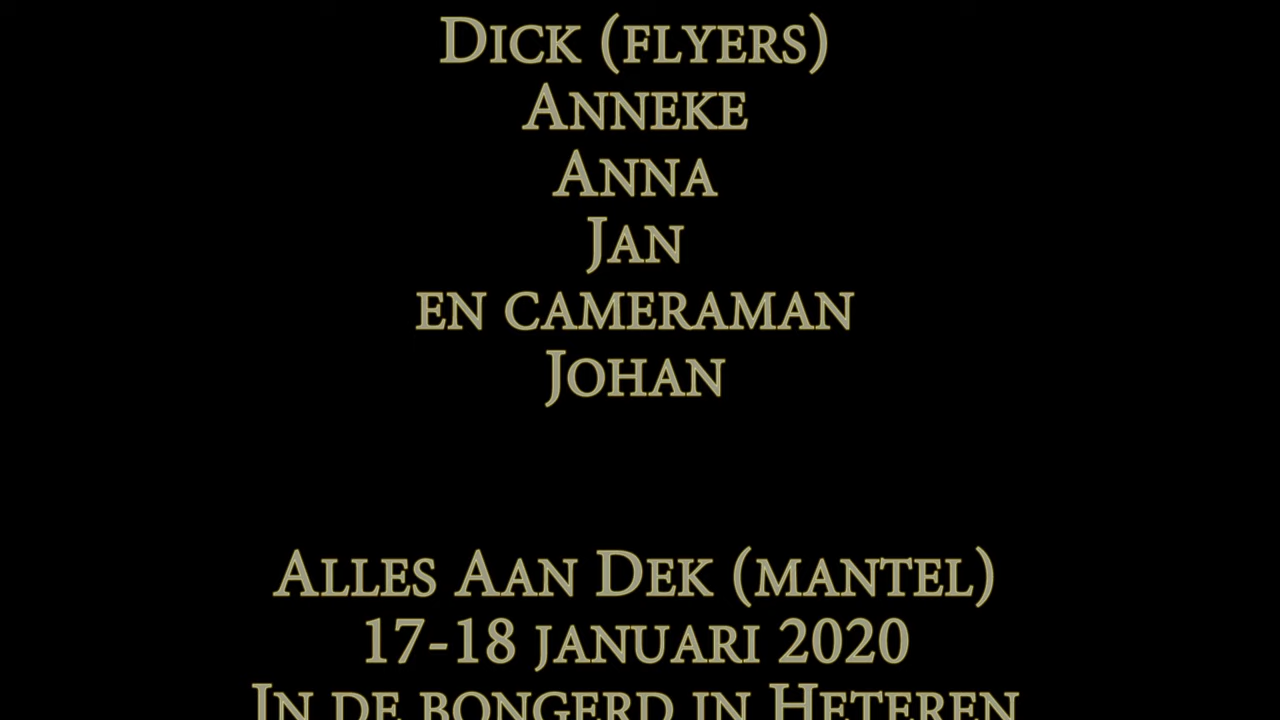 Dick (flyers)
Anneke
Anna
Jan
en cameraman
Johan
Alles Aan Dek (mantel)
17-18 januari 2020
In de bongerd in Heteren